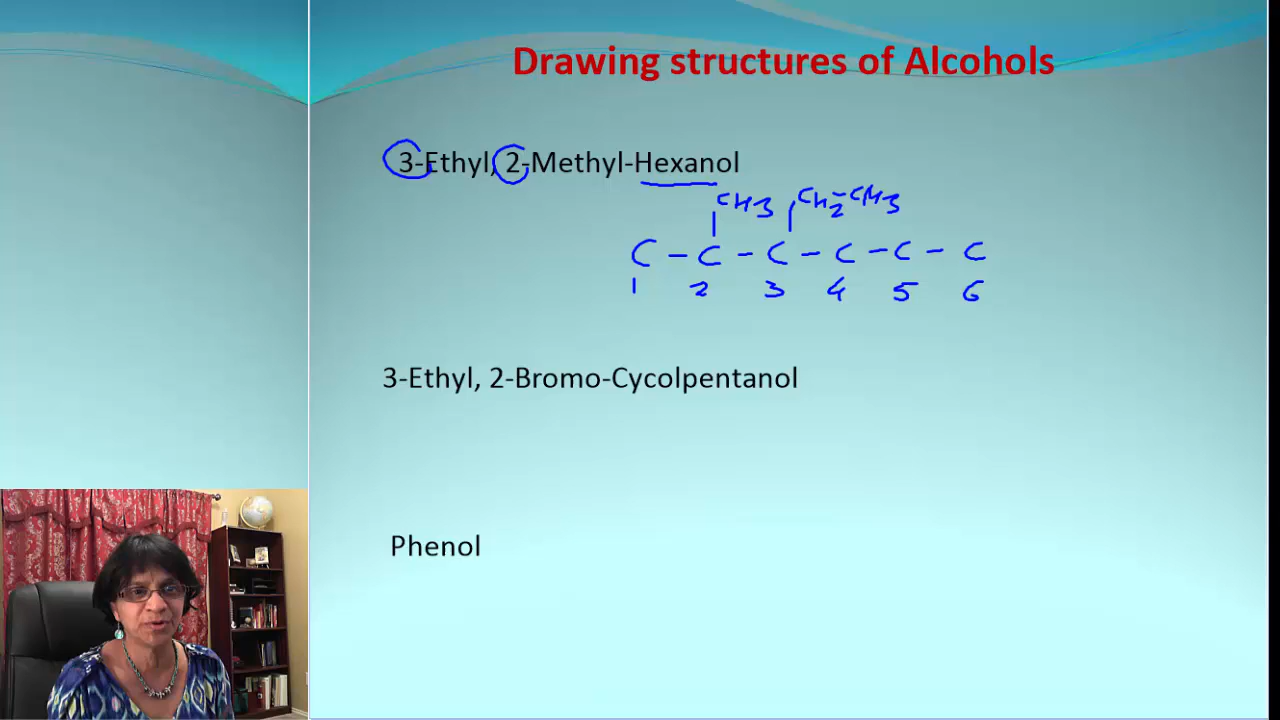 Drawing structures of Alcohols
3-Ethyl, 2-Methyl-Hexanol
CH3 CH2-CH3
C - C - C - C - C - C
1 2 3 4 5 6
3-Ethyl, 2-Bromo-Cycolpentanol
Phenol